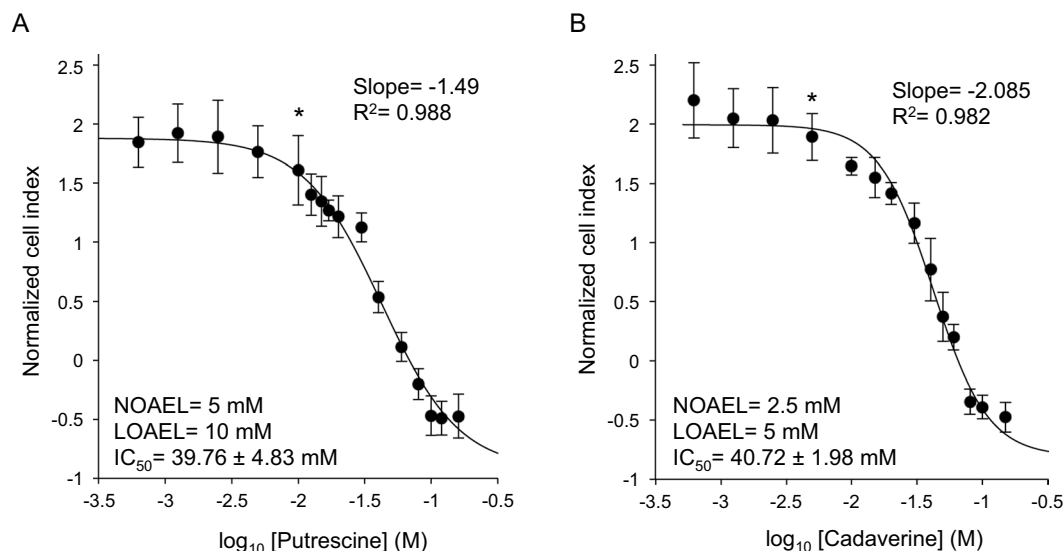 A
Slope= -1.49
R²= 0.988
*
Normalized cell index
2.5
2
1.5
1
0.5
0
-0.5
-1
NOAEL= 5 mM
LOAEL= 10 mM
IC₅₀= 39.76 ± 4.83 mM
-3.5 -3 -2.5 -2 -1.5 -1 -0.5
log₁₀ [Putrescine] (M)
B
Slope= -2.085
R²= 0.982
*
Normalized cell index
2.5
2
1.5
1
0.5
0
-0.5
-1
NOAEL= 2.5 mM
LOAEL= 5 mM
IC₅₀= 40.72 ± 1.98 mM
-3.5 -3 -2.5 -2 -1.5 -1 -0.5
log₁₀ [Cadaverine] (M)